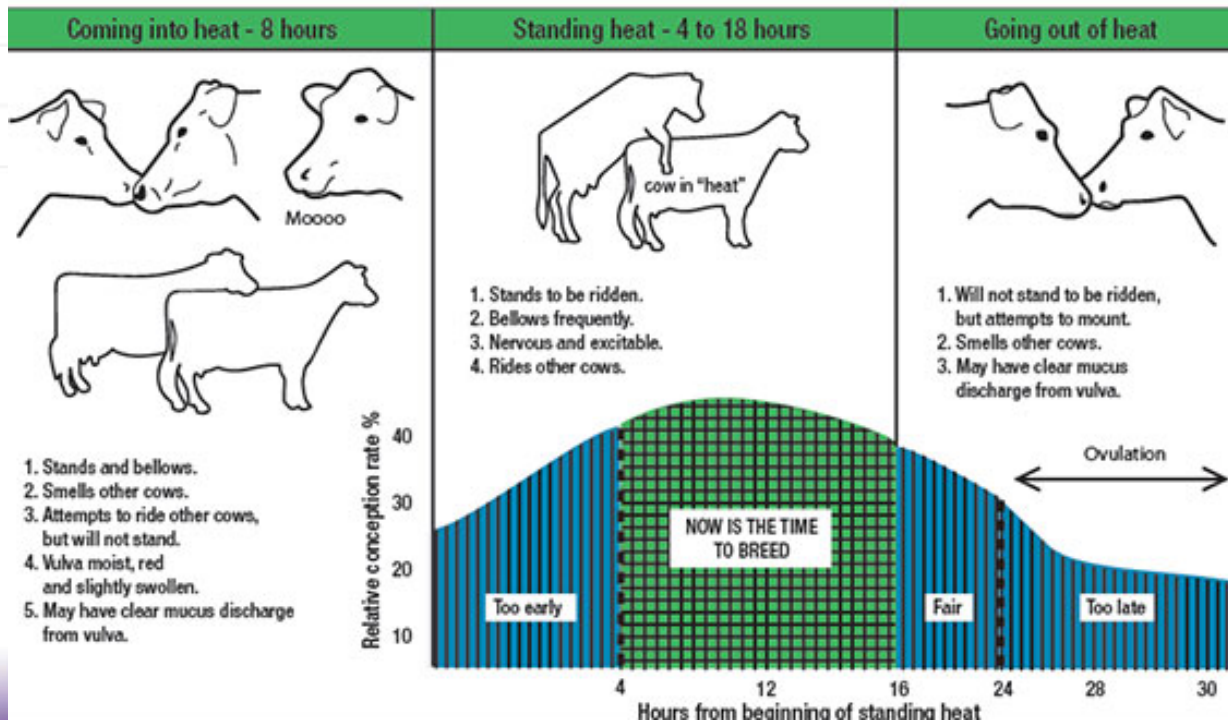 Coming into heat - 8 hours
Standing heat - 4 to 18 hours
Going out of heat
Moooo
cow in "heat"
1. Stands and bellows.
2. Smells other cows.
3. Attempts to ride other cows,
but will not stand.
4. Vulva moist, red
and slightly swollen.
5. May have clear mucus discharge
from vulva.
1. Stands to be ridden.
2. Bellows frequently.
3. Nervous and excitable.
4. Rides other cows.
1. Will not stand to be ridden,
but attempts to mount.
2. Smells other cows.
3. May have clear mucus
discharge from vulva.
Relative conception rate %
40
30
20
10
Too early
NOW IS THE TIME
TO BREED
Fair
Too late
Ovulation
4
12
16
24
28
30
Hours from beginning of standing heat